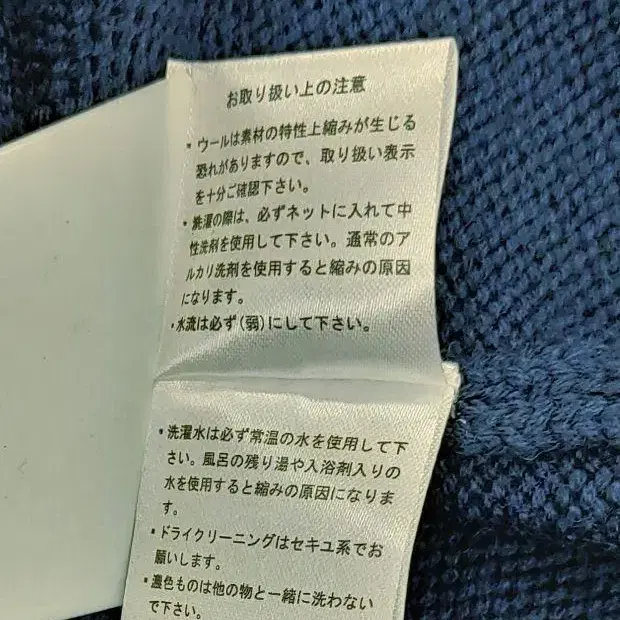 お取り扱い上の注意
・ウールは素材の特性上縮みが生じる
恐れがありますので、取り扱い表示
を十分ご確認下さい。
・洗濯の際は、必ずネットに入れて中
性洗剤を使用して下さい。通常のア
ルカリ洗剤を使用すると縮みの原因
になります。
・水流は必ず(弱)にして下さい。
・洗濯水は必ず常温の水を使用して下
さい。風呂の残り湯や入浴剤入りの
水を使用すると縮みの原因になりま
す。
・ドライクリーニングはセキユ系でお
願いします。
・濃色ものは他の物と一緒に洗わない
で下さい。